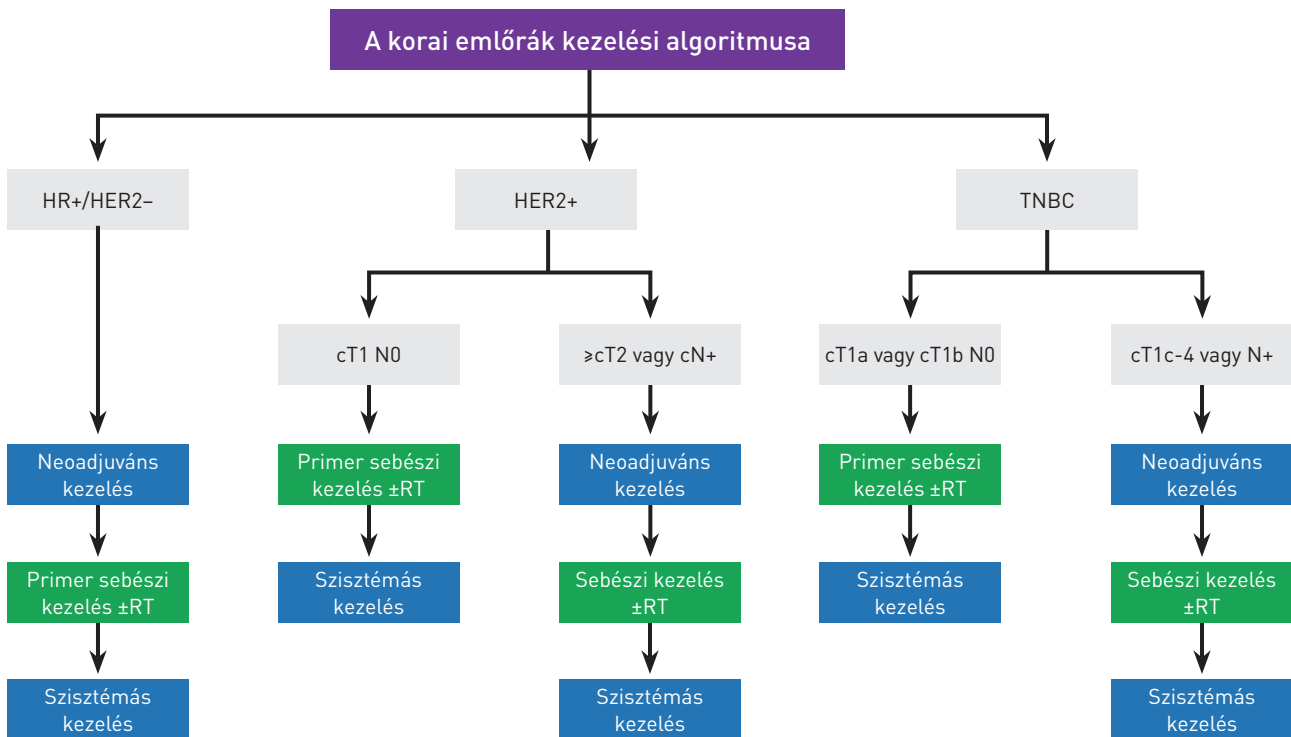 A korai emlőrák kezelési algoritmusa
HR+/HER2–
HER2+
TNBC
cT1 N0
≥cT2 vagy cN+
cT1a vagy cT1b N0
cT1c-4 vagy N+
Neoadjuváns
kezelés
Primer sebészi
kezelés ±RT
Neoadjuváns
kezelés
Primer sebészi
kezelés ±RT
Neoadjuváns
kezelés
Primer sebészi
kezelés ±RT
Szisztémás
kezelés
Sebészi kezelés
±RT
Szisztémás
kezelés
Sebészi kezelés
±RT
Szisztémás
kezelés
Szisztémás
kezelés
Szisztémás
kezelés